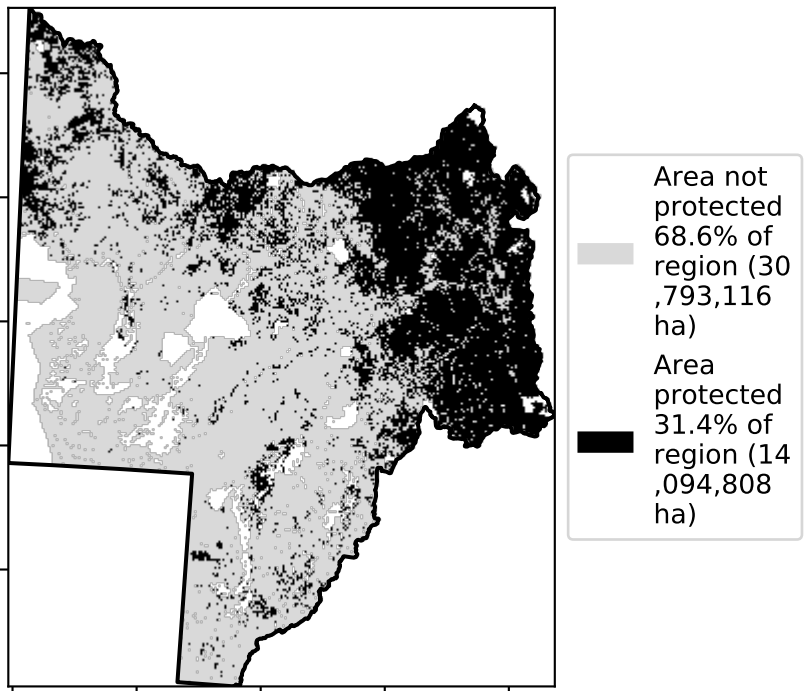 Area not
protected
68.6% of
region (30
,793,116
ha)
Area
protected
31.4% of
region (14
,094,808
ha)